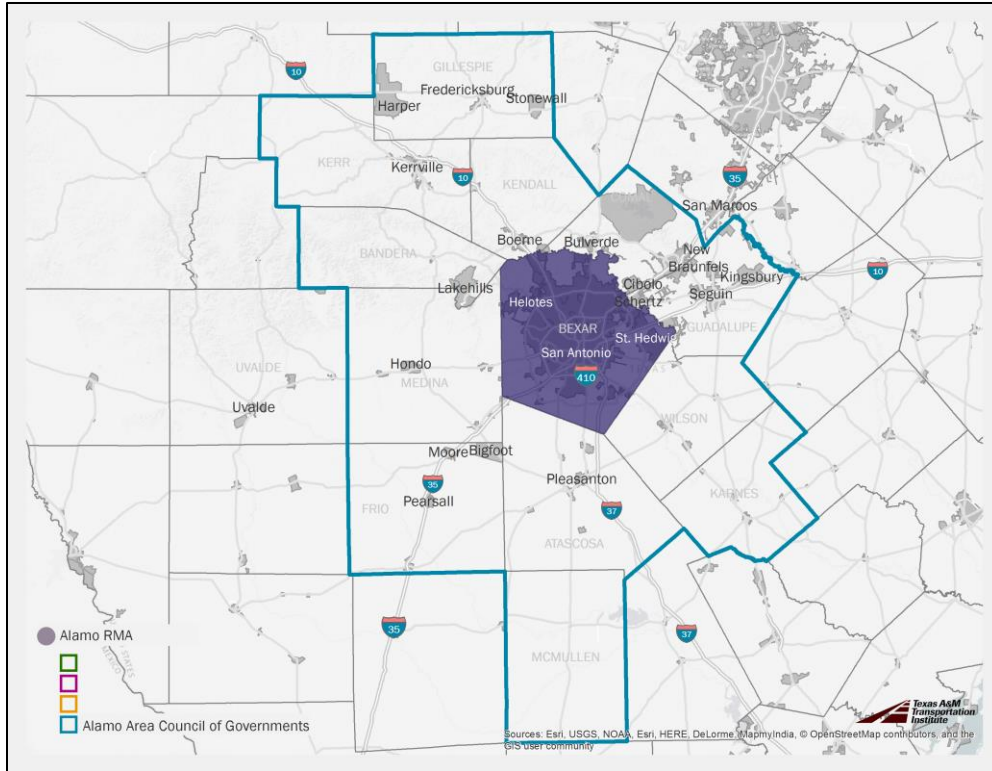 GILLESPIE
10
Fredericksburg
Harper
Stonewall
KERR
Kerrville
10
35
KENDALL
San Marcos
BANDERA
Boerne
Bulverde
New
Braunfels
10
Lakehills
Cibolo
Kingsbury
Helotes
Schertz
Seguin
BEXAR
St. Hedwig
GUADALUPE
San Antonio
UVALDE
Hondo
410
MEDINA
Uvalde
WILSON
Moore
Bigfoot
Pleasanton
35
Pearsall
KARNES
FRIO
37
ATASCOSA
35
37
Alamo RMA
MCMULLEN
UNITED STATES
MEXICO
Alamo Area Council of Governments
Texas A&M
Transportation
Institute
Sources: Esri, USGS, NOAA, Esri, HERE, DeLorme, MapmyIndia, © OpenStreetMap contributors, and the
GIS user community